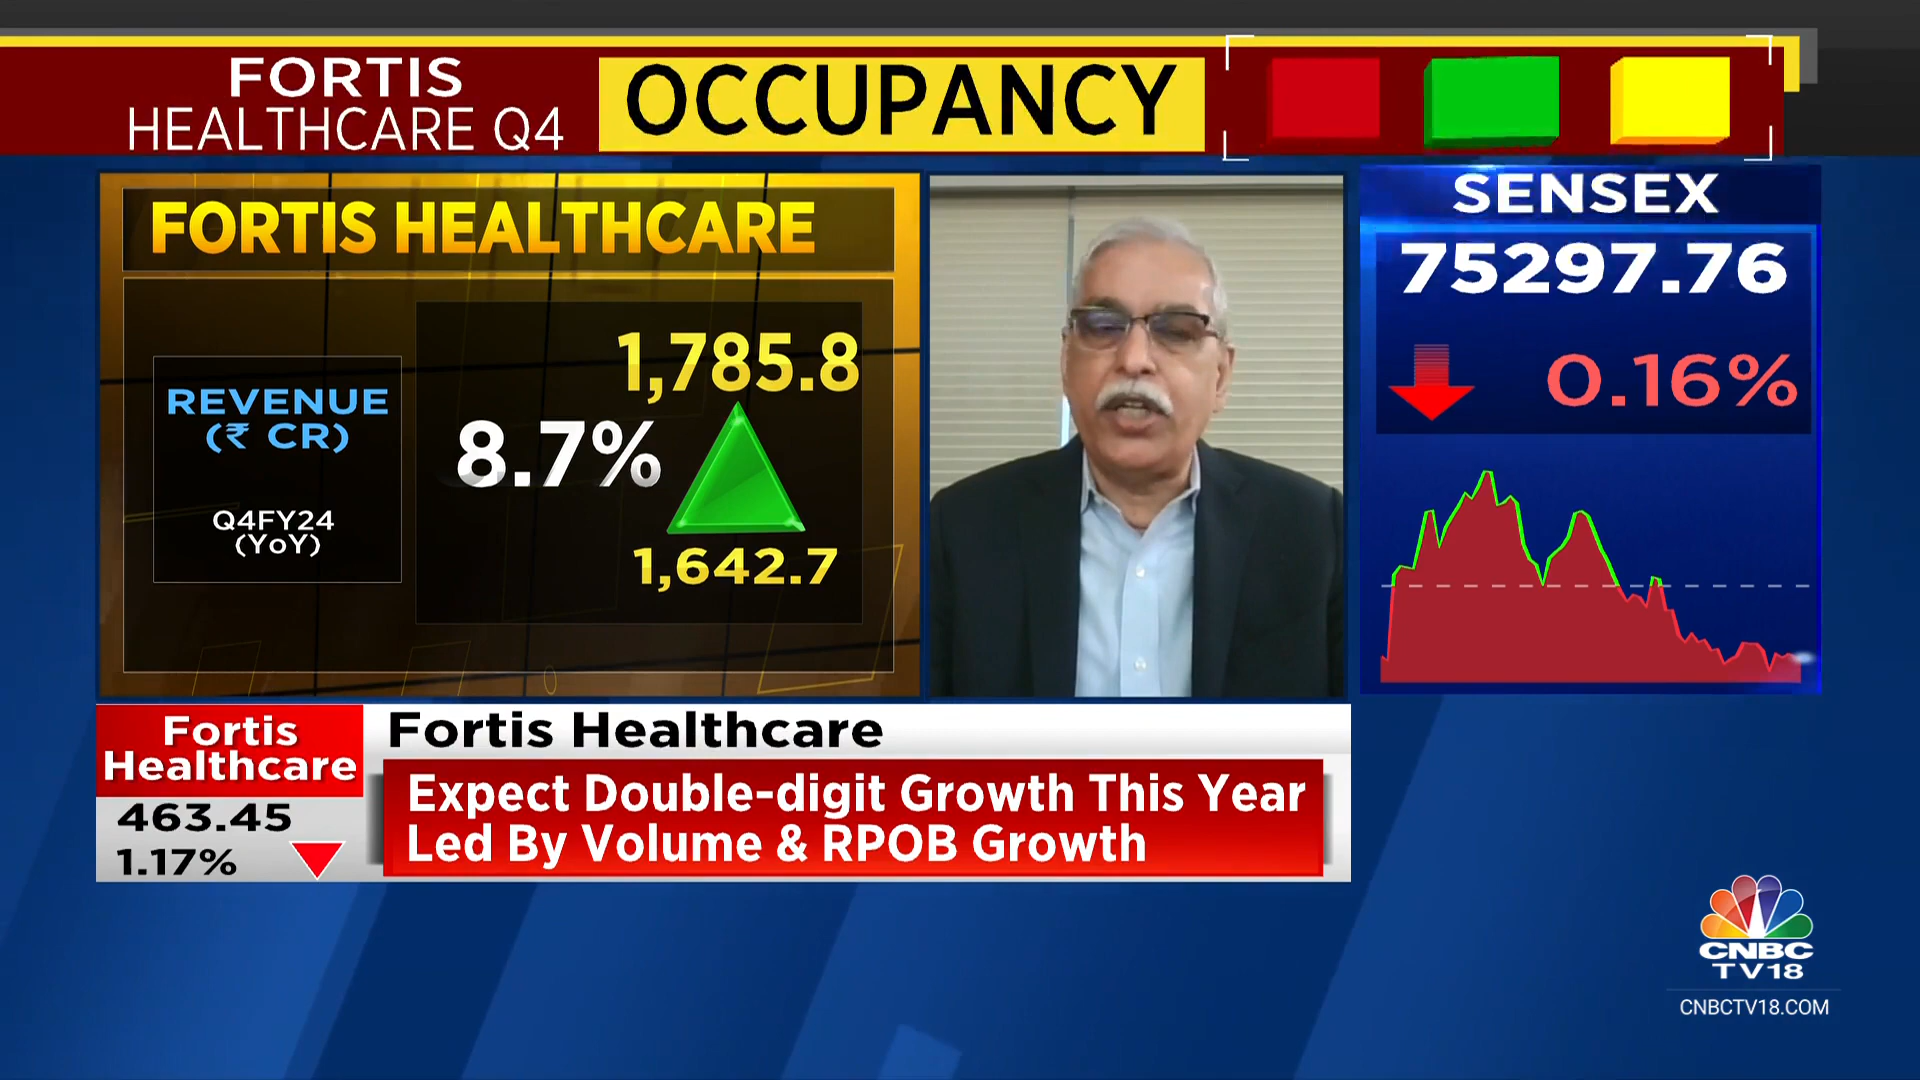 FORTIS
HEALTHCARE Q4
OCCUPANCY
FORTIS HEALTHCARE
REVENUE
(₹ CR)
Q4FY24
(YoY)
1,785.8
8.7%
1,642.7
SENSEX
75297.76
0.16%
Fortis
Healthcare
463.45
1.17%
Fortis Healthcare
Expect Double-digit Growth This Year
Led By Volume & RPOB Growth
CNBC
TV18
CNBCTV18.COM